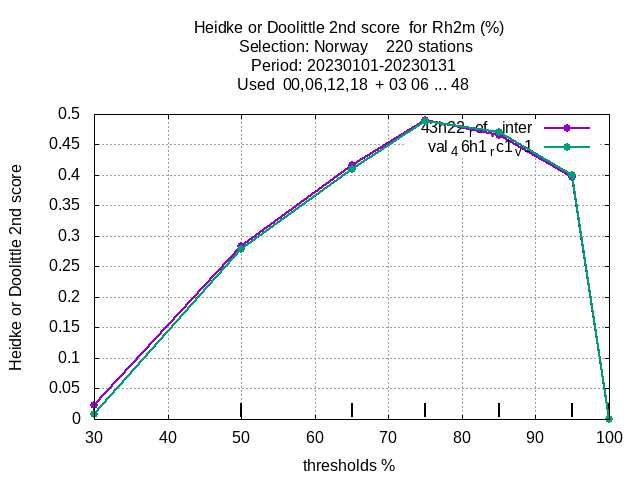 Heidke or Doolittle 2nd score for Rh2m (%)
Selection: Norway 220 stations
Period: 20230101-20230131
Used 00,06,12,18 + 03 06 ... 48
Heidke or Doolittle 2nd score
0.5
0.45
0.4
0.35
0.3
0.25
0.2
0.15
0.1
0.05
0
43h22 inter
val_46h1_rc1_v1
30 40 50 60 70 80 90 100
thresholds %